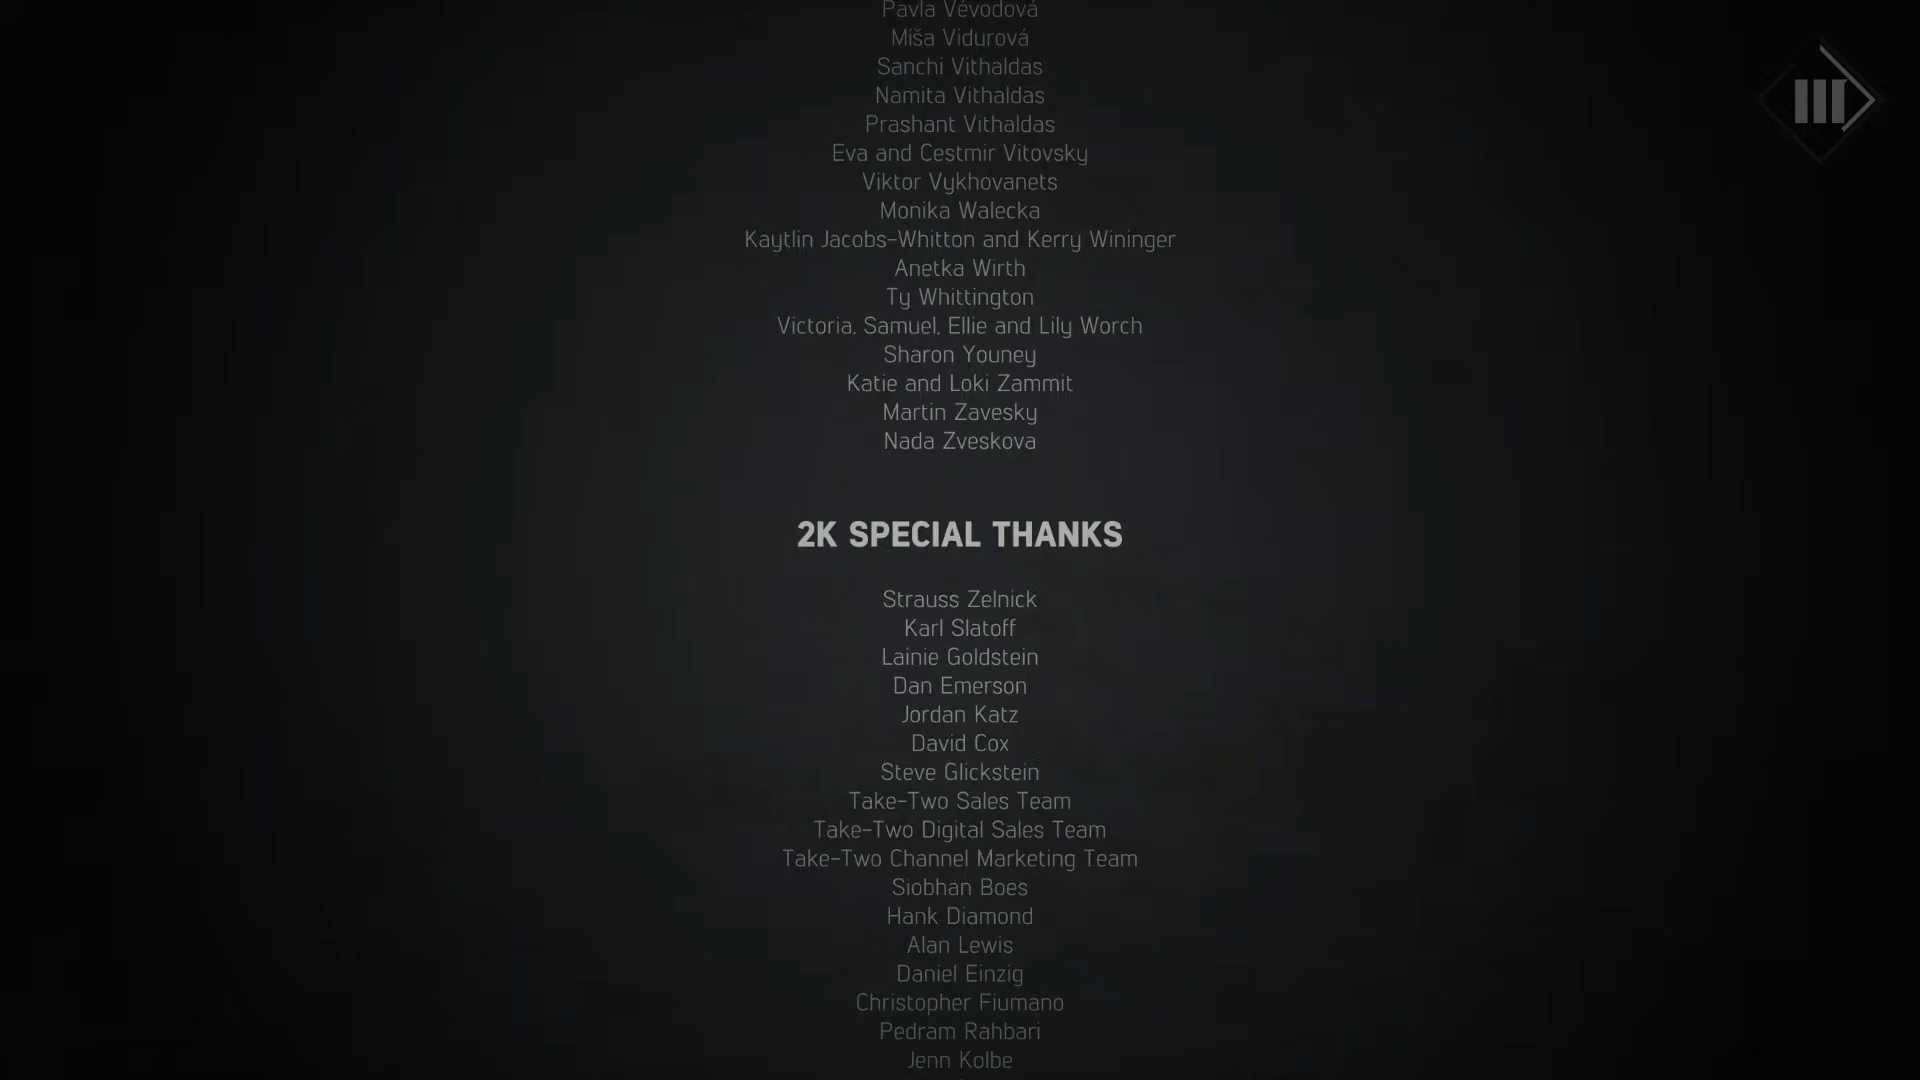 Pavla Vévodová
Míša Vidurová
Sanchi Vithaldas
Namita Vithaldas
Prashant Vithaldas
Eva and Cestmir Vitovsky
Viktor Vykhovanets
Monika Walecka
Kaytlin Jacobs-Whitton and Kerry Wininger
Anetka Wirth
Ty Whittington
Victoria, Samuel, Ellie and Lily Worch
Sharon Youney
Katie and Loki Zammit
Martin Zavesky
Nada Zveskova
2K SPECIAL THANKS
Strauss Zelnick
Karl Slatoff
Lainie Goldstein
Dan Emerson
Jordan Katz
David Cox
Steve Glickstein
Take-Two Sales Team
Take-Two Digital Sales Team
Take-Two Channel Marketing Team
Siobhan Boes
Hank Diamond
Alan Lewis
Daniel Einzig
Christopher Fiumano
Pedram Rahbari
Jenn Kolbe